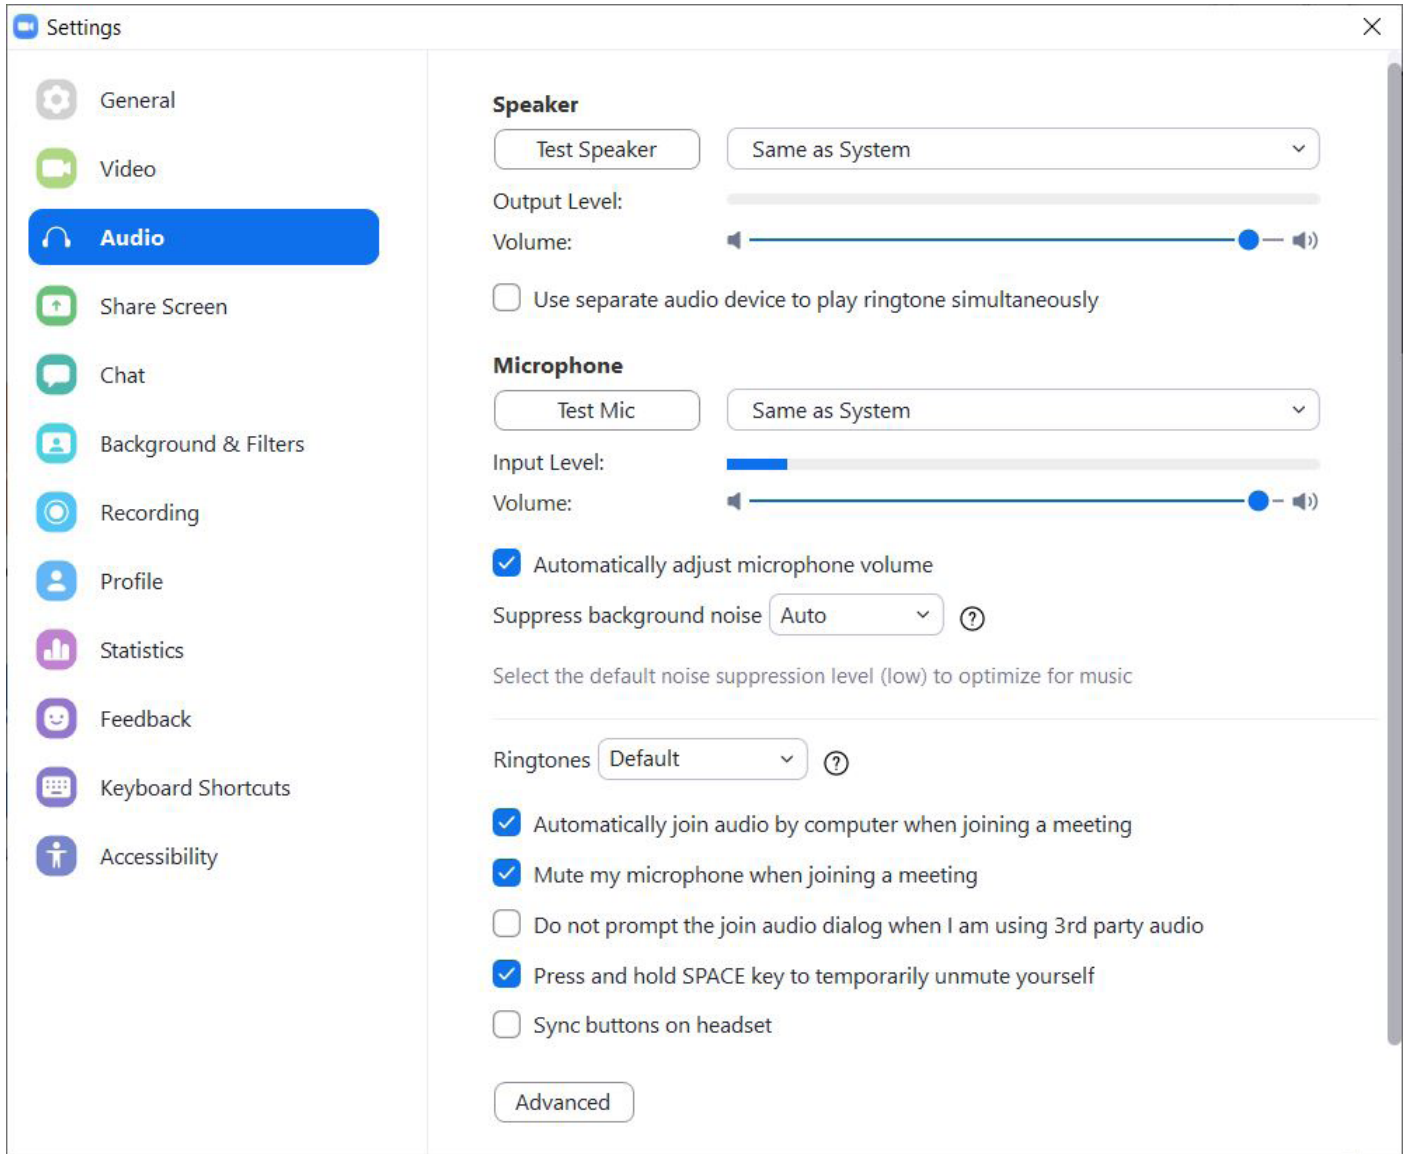 Settings
General
Video
Audio
Share Screen
Chat
Background & Filters
Recording
Profile
Statistics
Feedback
Keyboard Shortcuts
Accessibility
Speaker
Test Speaker
Same as System
Output Level:
Volume:
Use separate audio device to play ringtone simultaneously
Microphone
Test Mic
Same as System
Input Level:
Volume:
Automatically adjust microphone volume
Suppress background noise Auto ?
Select the default noise suppression level (low) to optimize for music
Ringtones Default ?
Automatically join audio by computer when joining a meeting
Mute my microphone when joining a meeting
Do not prompt the join audio dialog when I am using 3rd party audio
Press and hold SPACE key to temporarily unmute yourself
Sync buttons on headset
Advanced